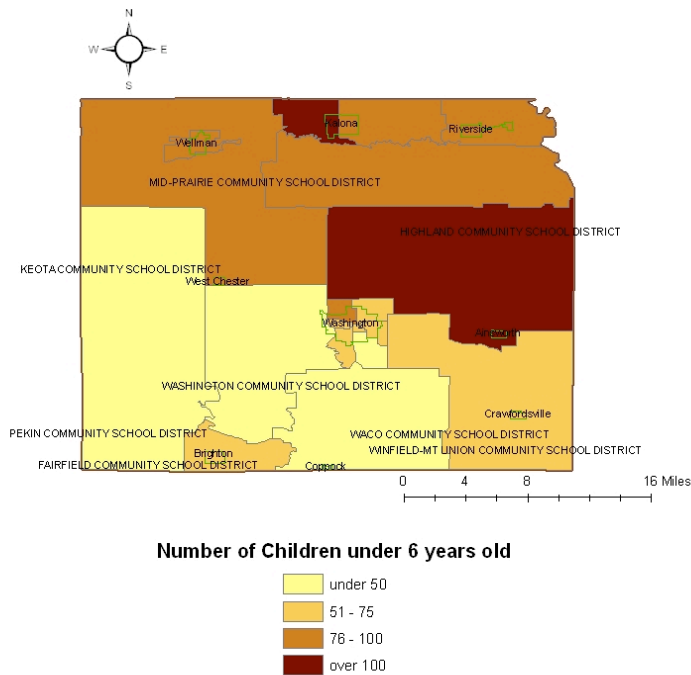 N
W E
S
Kalona
Riverside
Wellman
MID-PRAIRIE COMMUNITY SCHOOL DISTRICT
HIGHLAND COMMUNITY SCHOOL DISTRICT
KEOTA COMMUNITY SCHOOL DISTRICT
West Chester
Washington
Ainsworth
WASHINGTON COMMUNITY SCHOOL DISTRICT
Crawfordsville
PEKIN COMMUNITY SCHOOL DISTRICT
WACO COMMUNITY SCHOOL DISTRICT
WINFIELD-MT UNION COMMUNITY SCHOOL DISTRICT
Brighton
FAIRFIELD COMMUNITY SCHOOL DISTRICT
Coppock
0 4 8 16 Miles
Number of Children under 6 years old
under 50
51 - 75
76 - 100
over 100